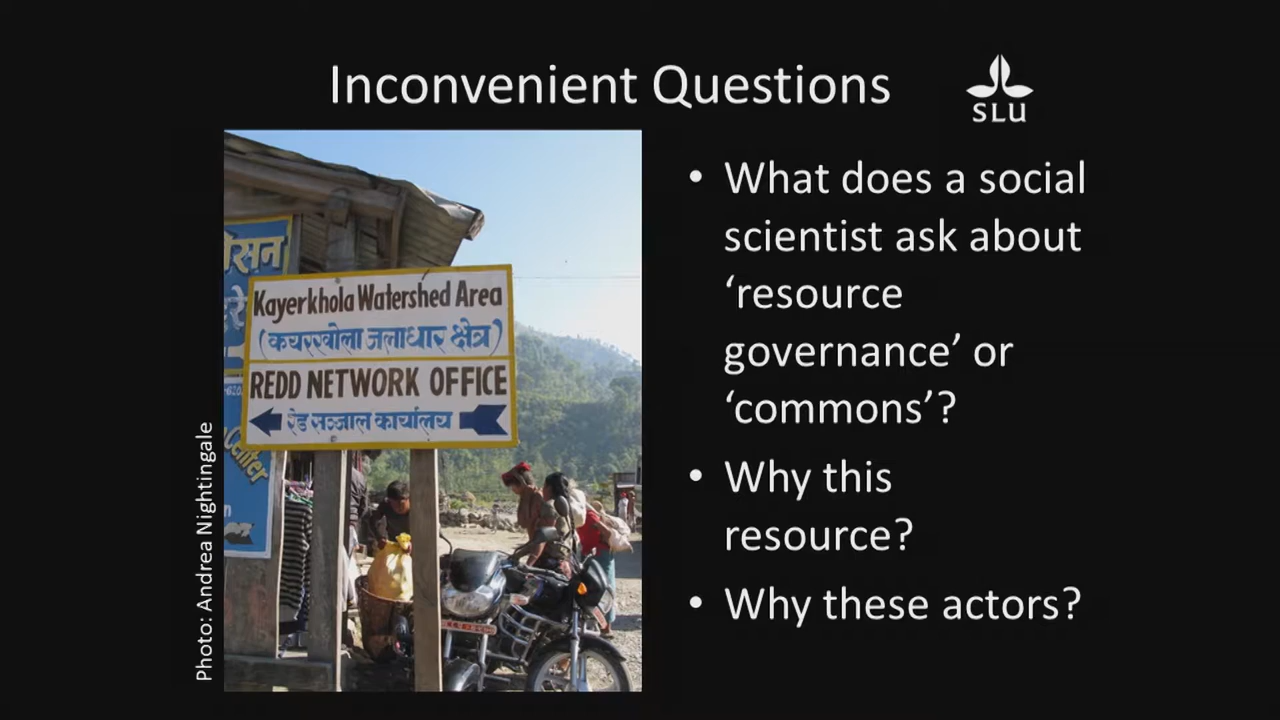 Inconvenient Questions
SLU
Kayerkhola Watershed Area
(कयरखोला जलाधार क्षेत्र)
REDD NETWORK OFFICE
रेड सञ्जाल कार्यालय
Center
Photo: Andrea Nightingale
• What does a social
scientist ask about
‘resource
governance’ or
‘commons’?
• Why this
resource?
• Why these actors?